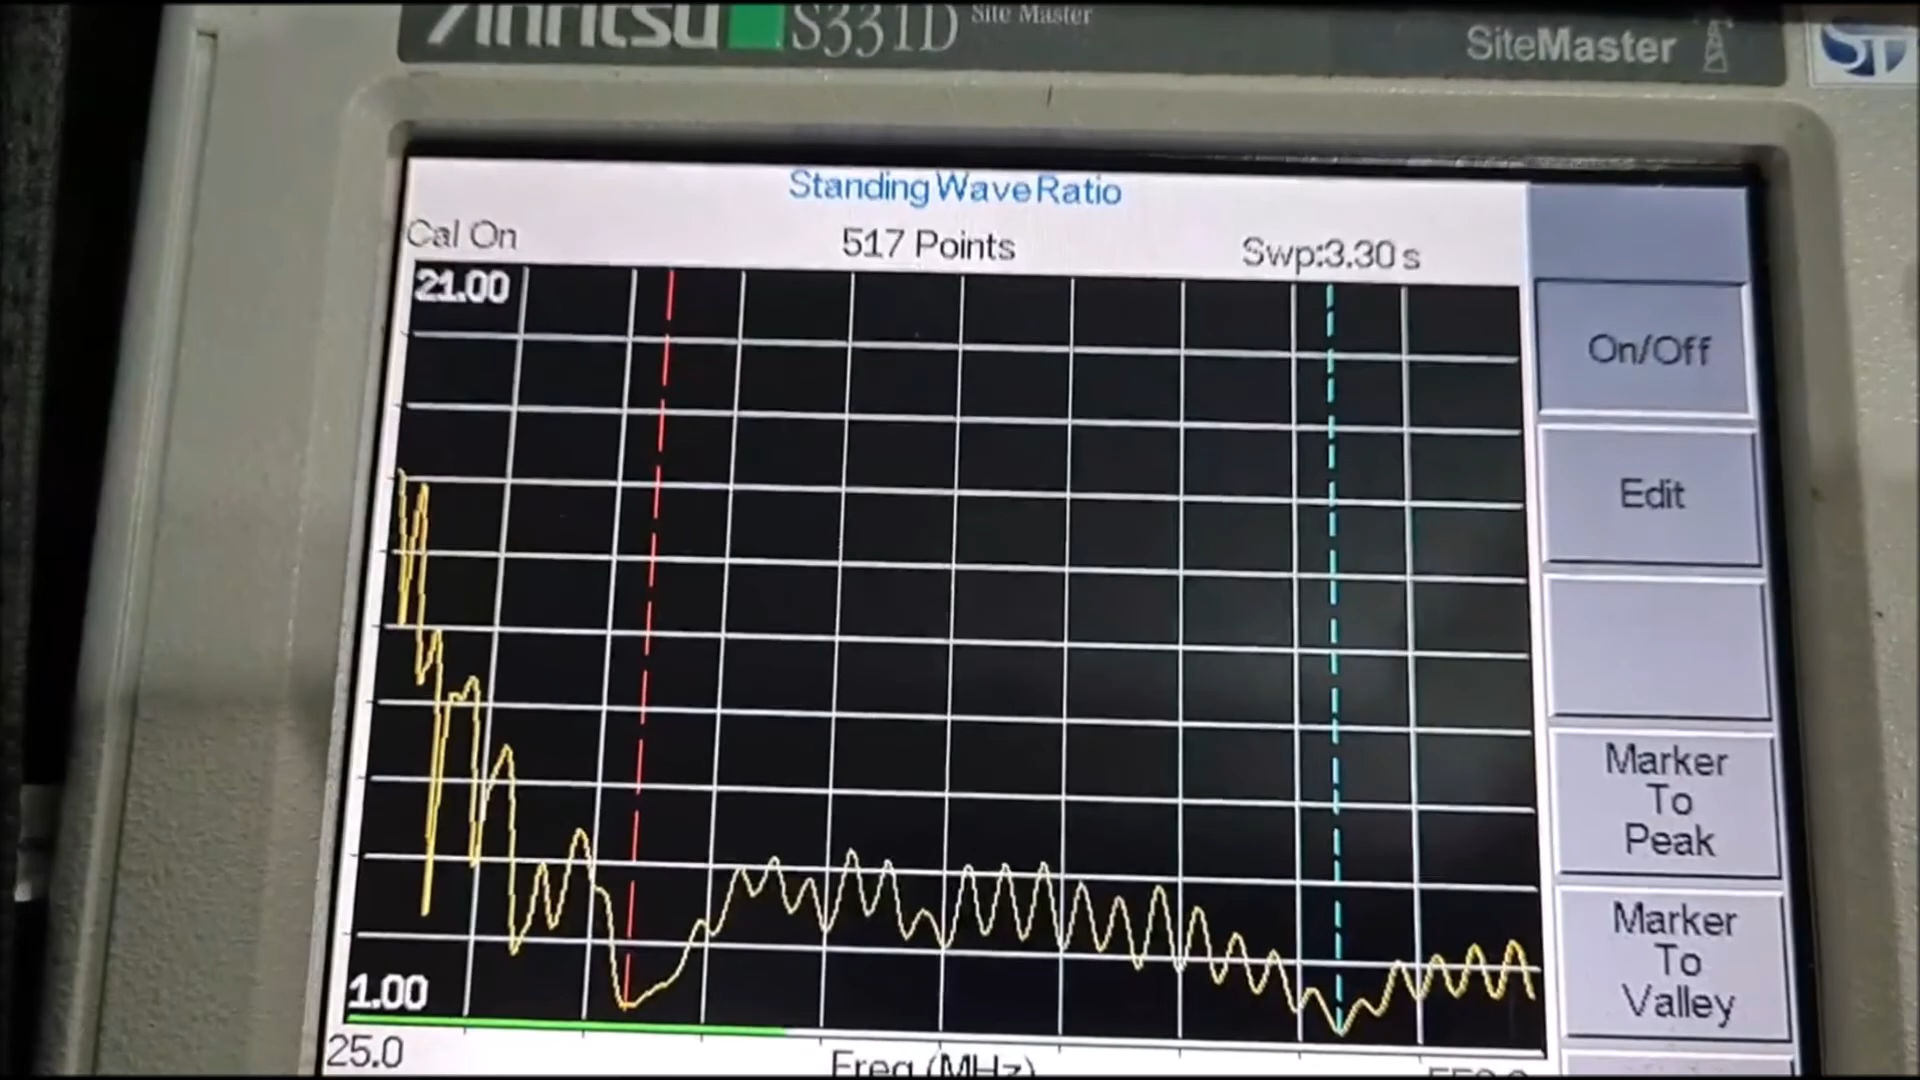 Anritsu S331D Site Master
SiteMaster
ST
Standing Wave Ratio
Cal On
517 Points
Swp:3.30 s
21.00
On/Off
Edit
Marker
To
Peak
Marker
To
Valley
1.00
25.0
Freq (MHz)